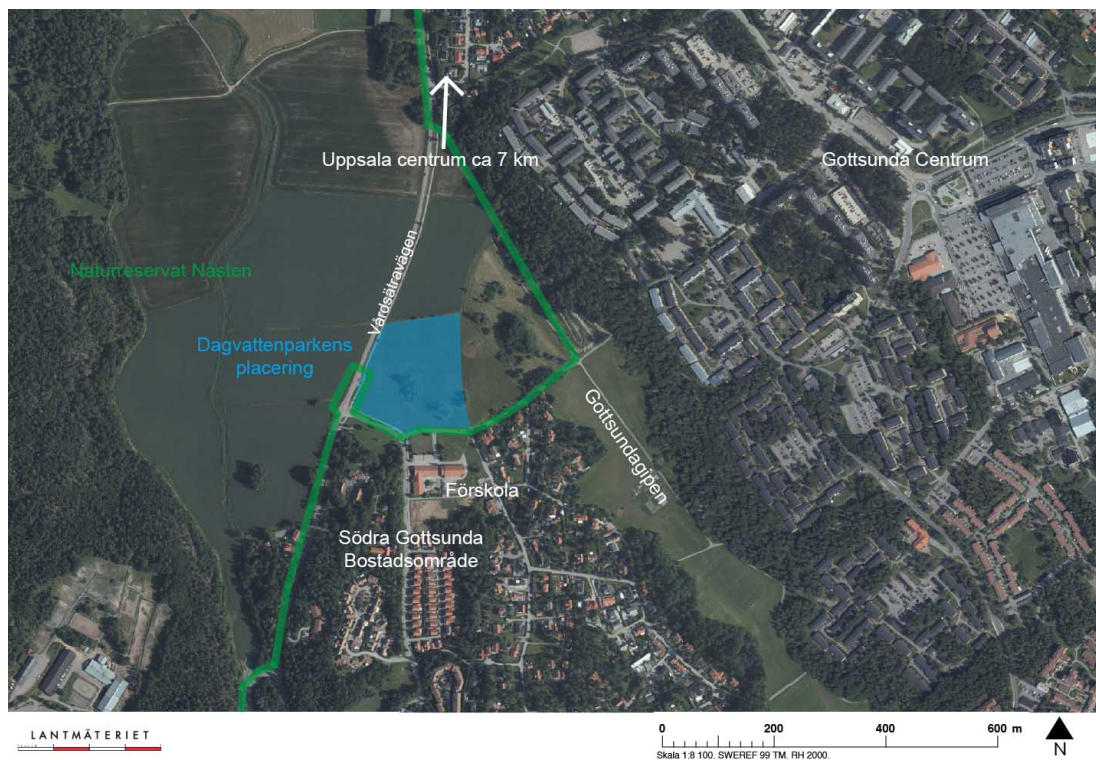 Uppsala centrum ca 7 km
Gottsunda Centrum
Vårdsätravägen
Naturreservat Nåsten
Dagvattenparkens
placering
Gottsundagipen
Förskola
Södra Gottsunda
Bostadsområde
LANTMÄTERIET
0 200 400 600 m
Skala 1:8 100. SWEREF 99 TM. RH 2000.
N